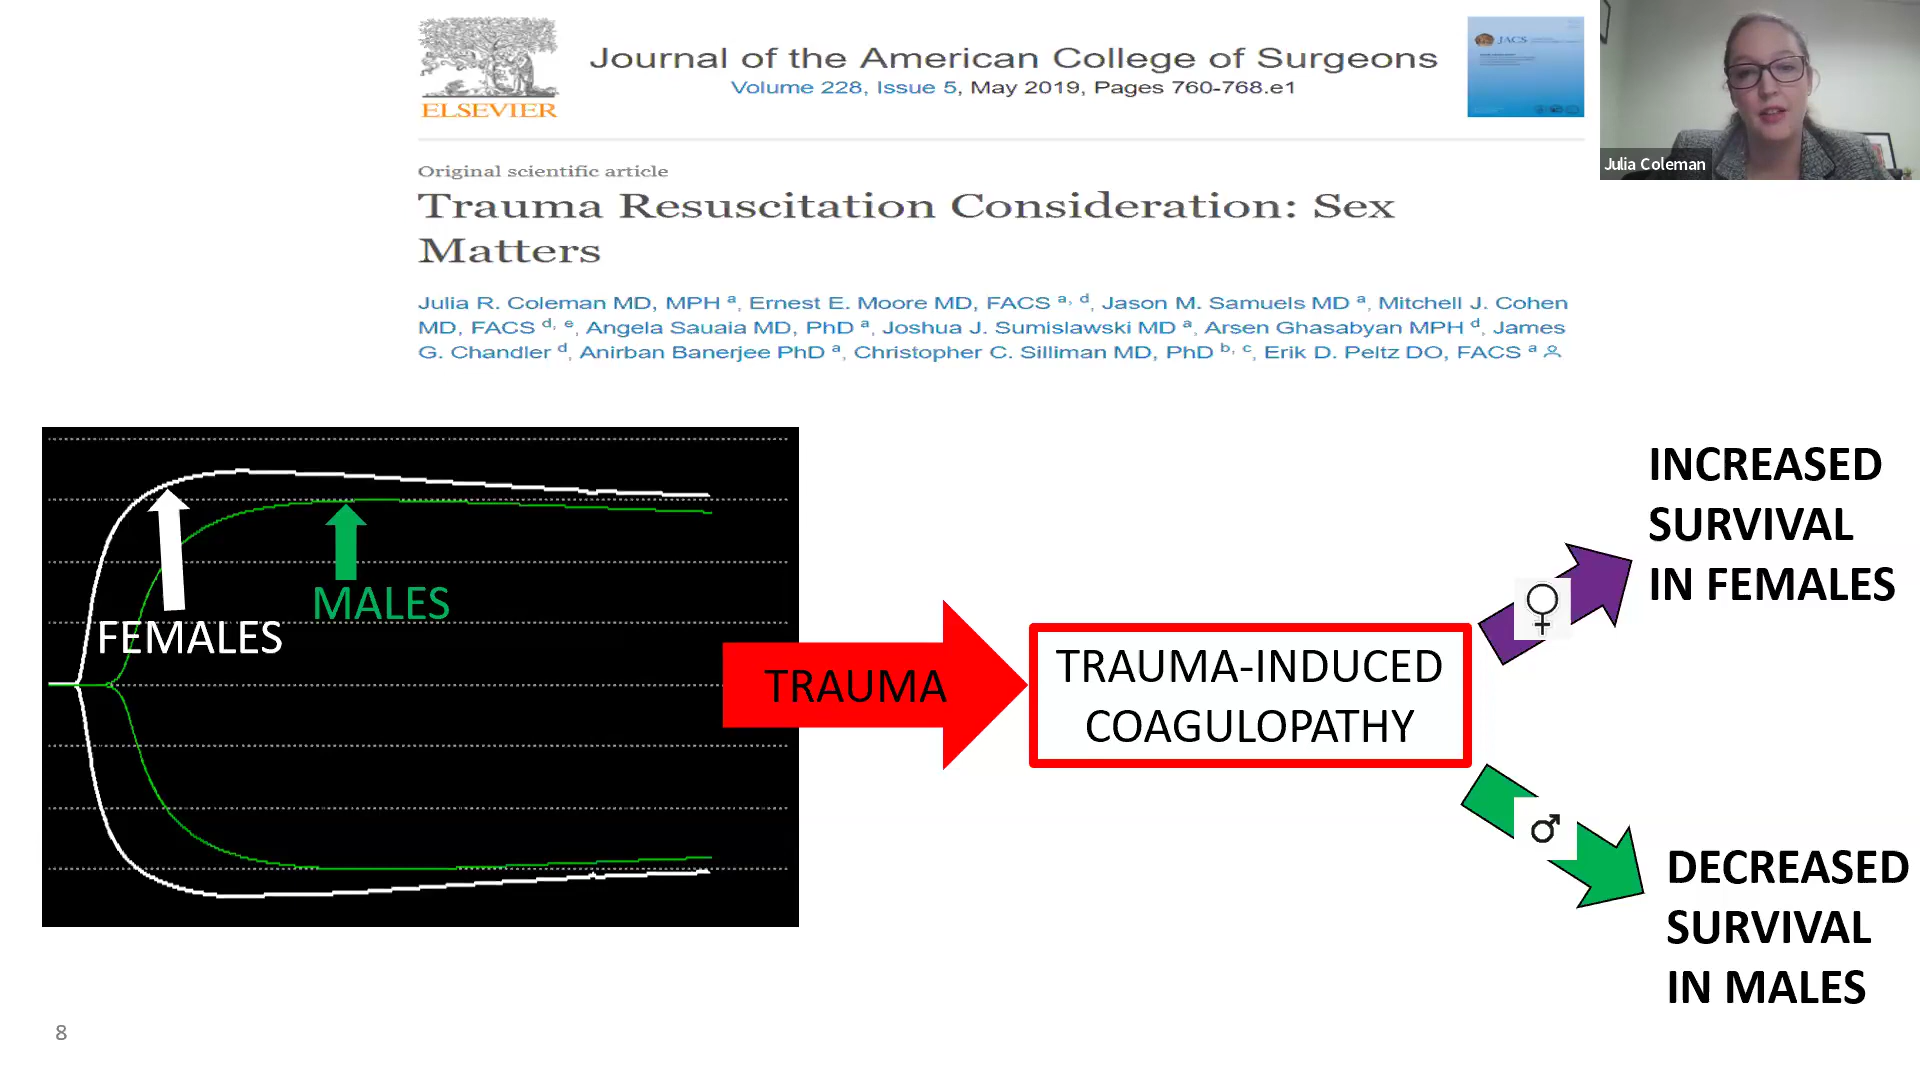 ELSEVIER
Journal of the American College of Surgeons
Volume 228, Issue 5, May 2019, Pages 760-768.e1
JACS
Julia Coleman
Original scientific article
Trauma Resuscitation Consideration: Sex
Matters
Julia R. Coleman MD, MPH ᵃ, Ernest E. Moore MD, FACS ᵃ, ᵈ, Jason M. Samuels MD ᵃ, Mitchell J. Cohen
MD, FACS ᵈ, ᵉ, Angela Sauaia MD, PhD ᵃ, Joshua J. Sumislawski MD ᵃ, Arsen Ghasabyan MPH ᵈ, James
G. Chandler ᵈ, Anirban Banerjee PhD ᵃ, Christopher C. Silliman MD, PhD ᵇ, ᶜ, Erik D. Peltz DO, FACS ᵃ
FEMALES
MALES
TRAUMA
TRAUMA-INDUCED
COAGULOPATHY
INCREASED
SURVIVAL
IN FEMALES
DECREASED
SURVIVAL
IN MALES
8